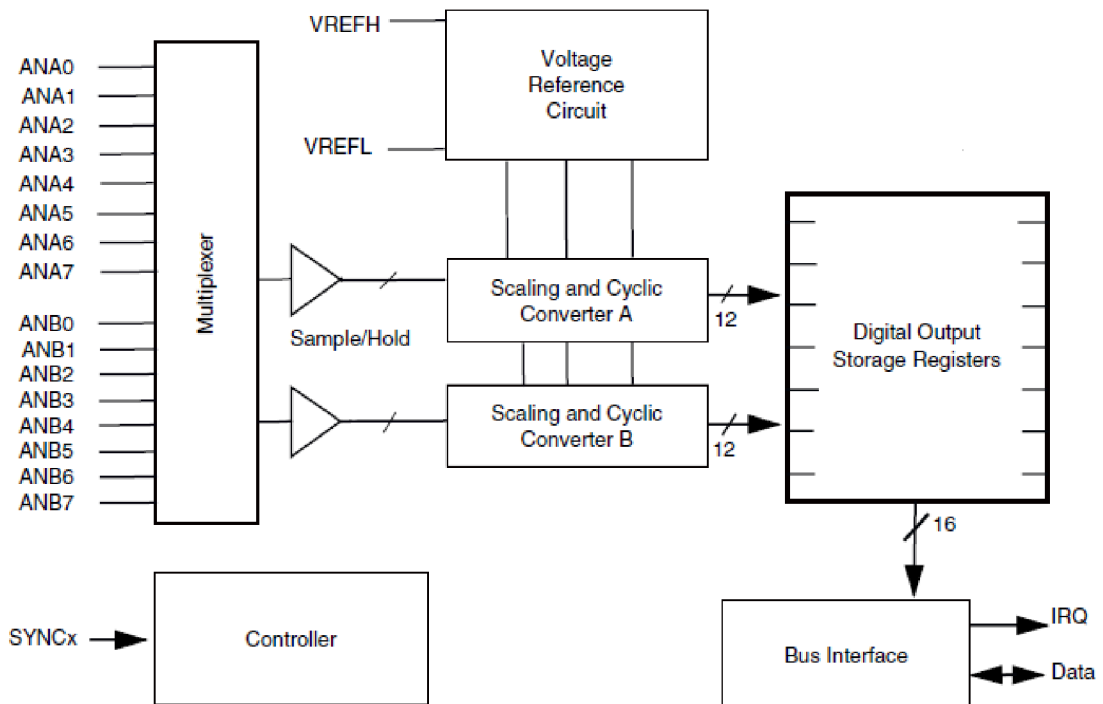 VREFH
Voltage
Reference
Circuit
VREFL
ANA0
ANA1
ANA2
ANA3
ANA4
ANA5
ANA6
ANA7
ANB0
ANB1
ANB2
ANB3
ANB4
ANB5
ANB6
ANB7
Multiplexer
Sample/Hold
Scaling and Cyclic
Converter A
12
Scaling and Cyclic
Converter B
12
Digital Output
Storage Registers
16
SYNCx
Controller
Bus Interface
IRQ
Data